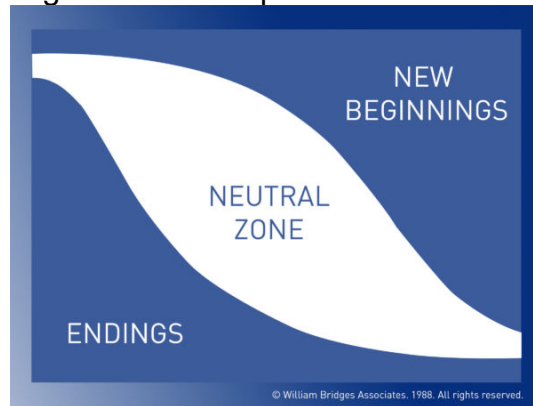 NEW
BEGINNINGS
NEUTRAL
ZONE
ENDINGS
© William Bridges Associates. 1988. All rights reserved.